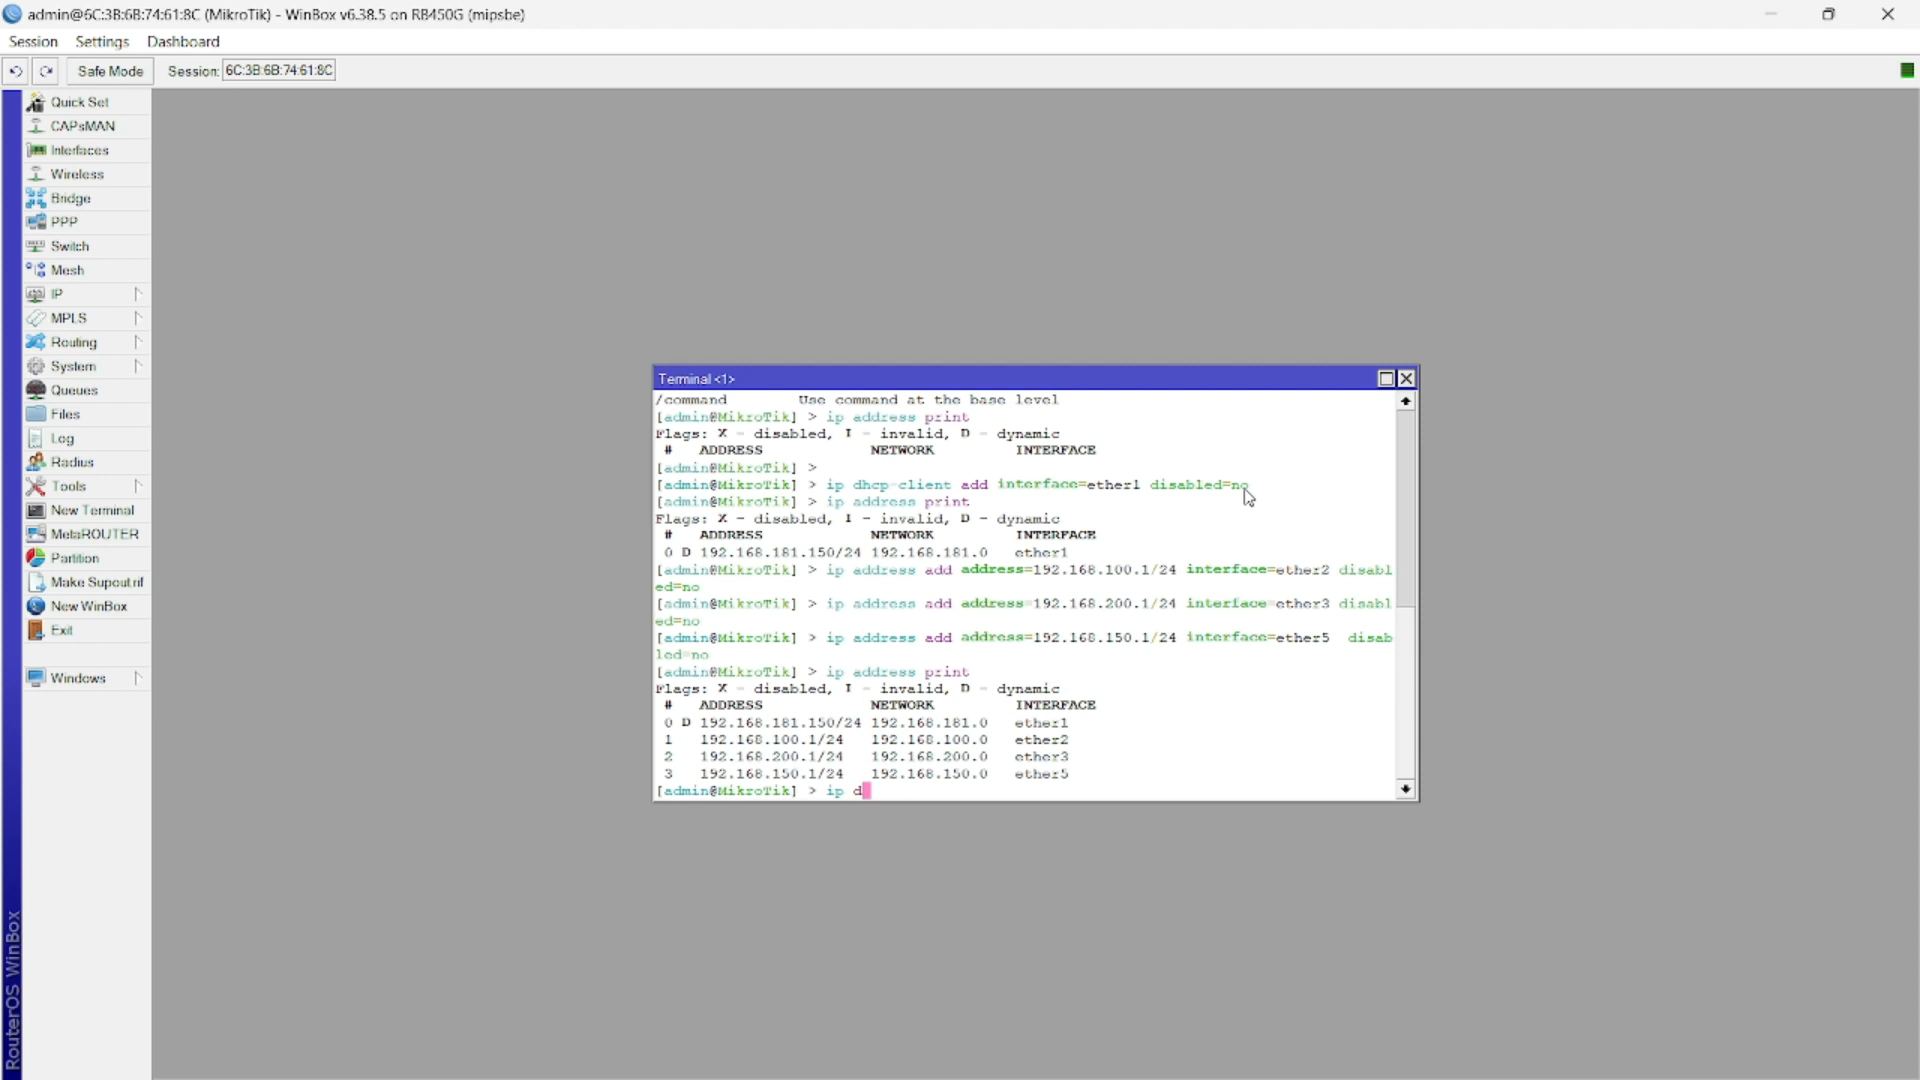 admin@6C:3B:6B:74:61:8C (MikroTik) - WinBox v6.38.5 on RB450G (mipsbe)
Session Settings Dashboard
Safe Mode Session: 6C:3B:6B:74:61:8C
Quick Set
CAPsMAN
Interfaces
Wireless
Bridge
PPP
Switch
Mesh
IP
MPLS
Routing
System
Queues
Files
Log
Radius
Tools
New Terminal
MetaROUTER
Partition
Make Supout.rif
New WinBox
Exit
Windows
RouterOS WinBox
Terminal <1>
/command Use command at the base level
[admin@MikroTik] > ip address print
Flags: X - disabled, I - invalid, D - dynamic
# ADDRESS NETWORK INTERFACE
[admin@MikroTik] >
[admin@MikroTik] > ip dhcp-client add interface=ether1 disabled=no
[admin@MikroTik] > ip address print
Flags: X - disabled, I - invalid, D - dynamic
# ADDRESS NETWORK INTERFACE
0 D 192.168.181.150/24 192.168.181.0 ether1
[admin@MikroTik] > ip address add address=192.168.100.1/24 interface=ether2 disabl
ed=no
[admin@MikroTik] > ip address add address=192.168.200.1/24 interface=ether3 disabl
ed=no
[admin@MikroTik] > ip address add address=192.168.150.1/24 interface=ether5 disab
led=no
[admin@MikroTik] > ip address print
Flags: X - disabled, I - invalid, D - dynamic
# ADDRESS NETWORK INTERFACE
0 D 192.168.181.150/24 192.168.181.0 ether1
1 192.168.100.1/24 192.168.100.0 ether2
2 192.168.200.1/24 192.168.200.0 ether3
3 192.168.150.1/24 192.168.150.0 ether5
[admin@MikroTik] > ip d